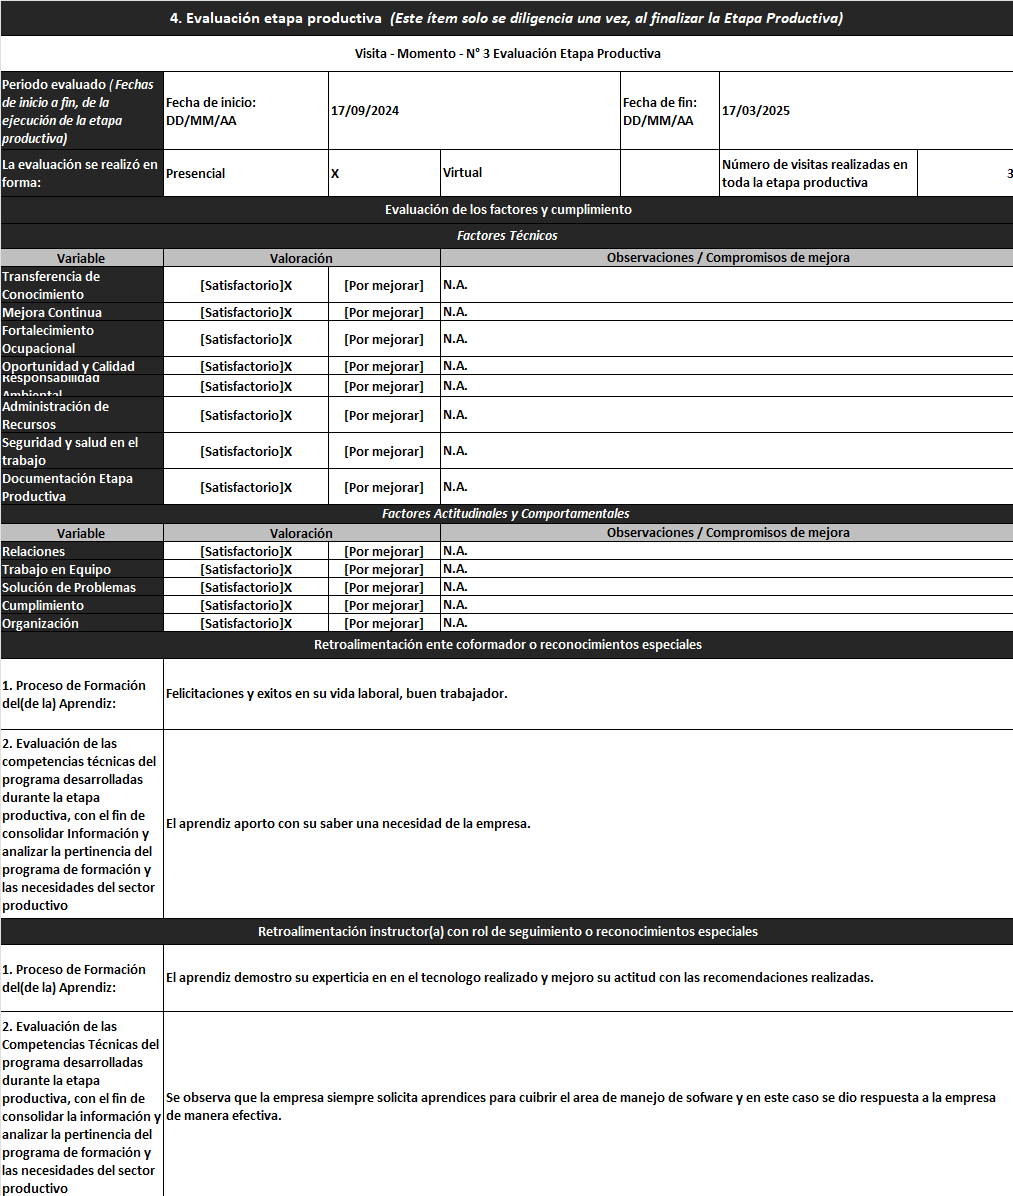 4. Evaluación etapa productiva (Este ítem solo se diligencia una vez, al finalizar la Etapa Productiva)
Visita - Momento - N° 3 Evaluación Etapa Productiva
Periodo evaluado ( Fechas
de inicio a fin, de la
ejecución de la etapa
productiva)
Fecha de inicio:
DD/MM/AA
17/09/2024
Fecha de fin:
DD/MM/AA
17/03/2025
La evaluación se realizó en
forma:
Presencial
X
Virtual
Número de visitas realizadas en
toda la etapa productiva
3
Evaluación de los factores y cumplimiento
Factores Técnicos
Variable
Valoración
Observaciones / Compromisos de mejora
Transferencia de
Conocimiento
[Satisfactorio]X
[Por mejorar]
N.A.
Mejora Continua
[Satisfactorio]X
[Por mejorar]
N.A.
Fortalecimiento
Ocupacional
[Satisfactorio]X
[Por mejorar]
N.A.
Oportunidad y Calidad
[Satisfactorio]X
[Por mejorar]
N.A.
Responsabilidad
Ambiental
[Satisfactorio]X
[Por mejorar]
N.A.
Administración de
Recursos
[Satisfactorio]X
[Por mejorar]
N.A.
Seguridad y salud en el
trabajo
[Satisfactorio]X
[Por mejorar]
N.A.
Documentación Etapa
Productiva
[Satisfactorio]X
[Por mejorar]
N.A.
Factores Actitudinales y Comportamentales
Variable
Valoración
Observaciones / Compromisos de mejora
Relaciones
[Satisfactorio]X
[Por mejorar]
N.A.
Trabajo en Equipo
[Satisfactorio]X
[Por mejorar]
N.A.
Solución de Problemas
[Satisfactorio]X
[Por mejorar]
N.A.
Cumplimiento
[Satisfactorio]X
[Por mejorar]
N.A.
Organización
[Satisfactorio]X
[Por mejorar]
N.A.
Retroalimentación ente coformador o reconocimientos especiales
1. Proceso de Formación
del(de la) Aprendiz:
Felicitaciones y exitos en su vida laboral, buen trabajador.
2. Evaluación de las
competencias técnicas del
programa desarrolladas
durante la etapa
productiva, con el fin de
consolidar Información y
analizar la pertinencia del
programa de formación y
las necesidades del sector
productivo
El aprendiz aporto con su saber una necesidad de la empresa.
Retroalimentación instructor(a) con rol de seguimiento o reconocimientos especiales
1. Proceso de Formación
del(de la) Aprendiz:
El aprendiz demostro su experticia en en el tecnologo realizado y mejoro su actitud con las recomendaciones realizadas.
2. Evaluación de las
Competencias Técnicas del
programa desarrolladas
durante la etapa
productiva, con el fin de
consolidar la información y
analizar la pertinencia del
programa de formación y
las necesidades del sector
productivo
Se observa que la empresa siempre solicita aprendices para cuibrir el area de manejo de sofware y en este caso se dio respuesta a la empresa
de manera efectiva.